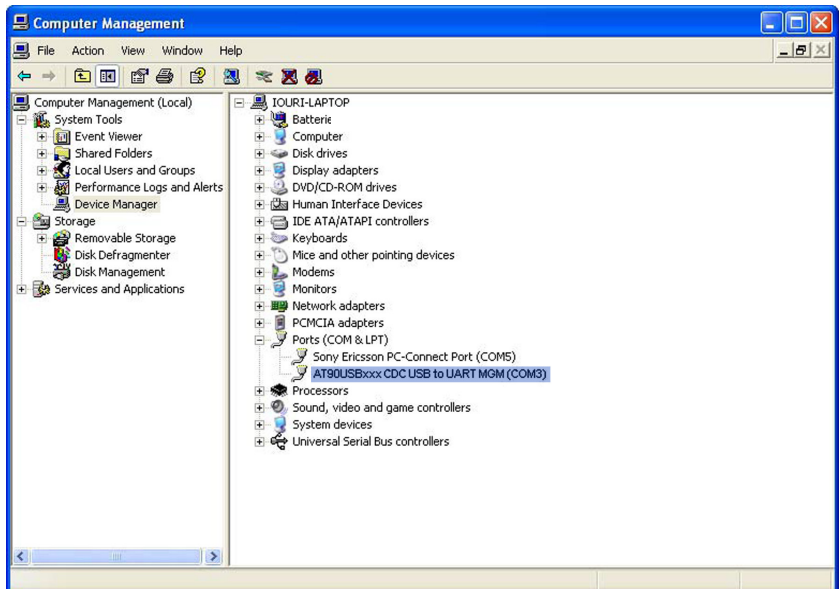 Computer Management
File Action View Window Help
Computer Management (Local)
System Tools
Event Viewer
Shared Folders
Local Users and Groups
Performance Logs and Alerts
Device Manager
Storage
Removable Storage
Disk Defragmenter
Disk Management
Services and Applications
IOURI-LAPTOP
Batterie
Computer
Disk drives
Display adapters
DVD/CD-ROM drives
Human Interface Devices
IDE ATA/ATAPI controllers
Keyboards
Mice and other pointing devices
Modems
Monitors
Network adapters
PCMCIA adapters
Ports (COM & LPT)
Sony Ericsson PC-Connect Port (COM5)
AT90USBxxx CDC USB to UART MGM (COM3)
Processors
Sound, video and game controllers
System devices
Universal Serial Bus controllers